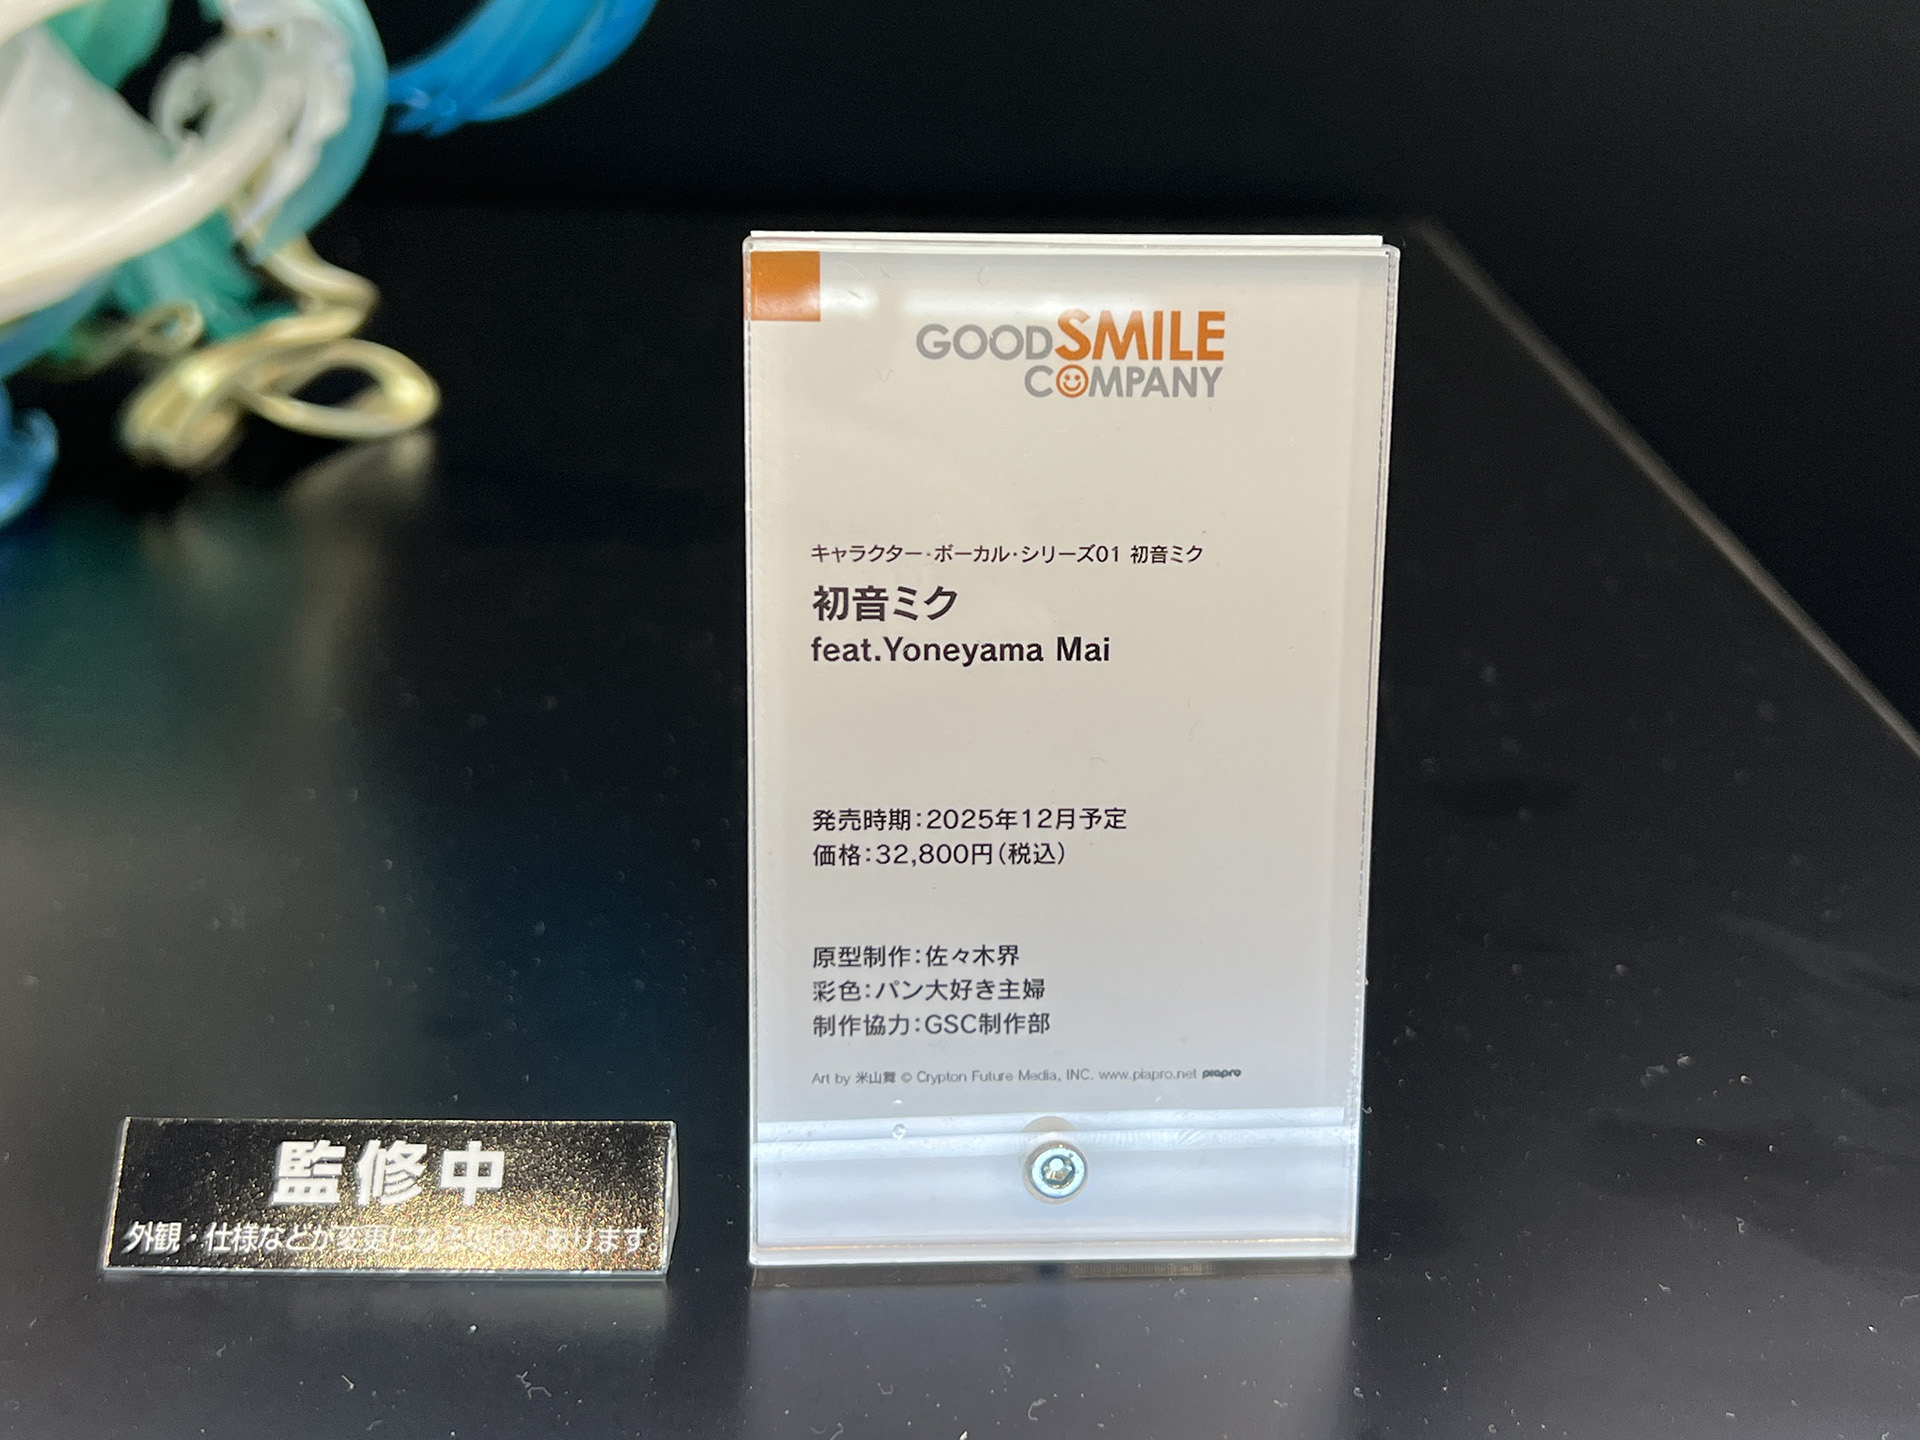 GOODSMILE
COMPANY
キャラクター・ボーカル・シリーズ01 初音ミク
初音ミク
feat.Yoneyama Mai
発売時期：2025年12月予定
価格：32,800円（税込）
原型制作：佐々木界
彩色：パン大好き主婦
制作協力：GSC制作部
Art by 米山舞 © Crypton Future Media, INC. www.piapro.net piapro
監修中
外観・仕様などが変更になる場合があります。